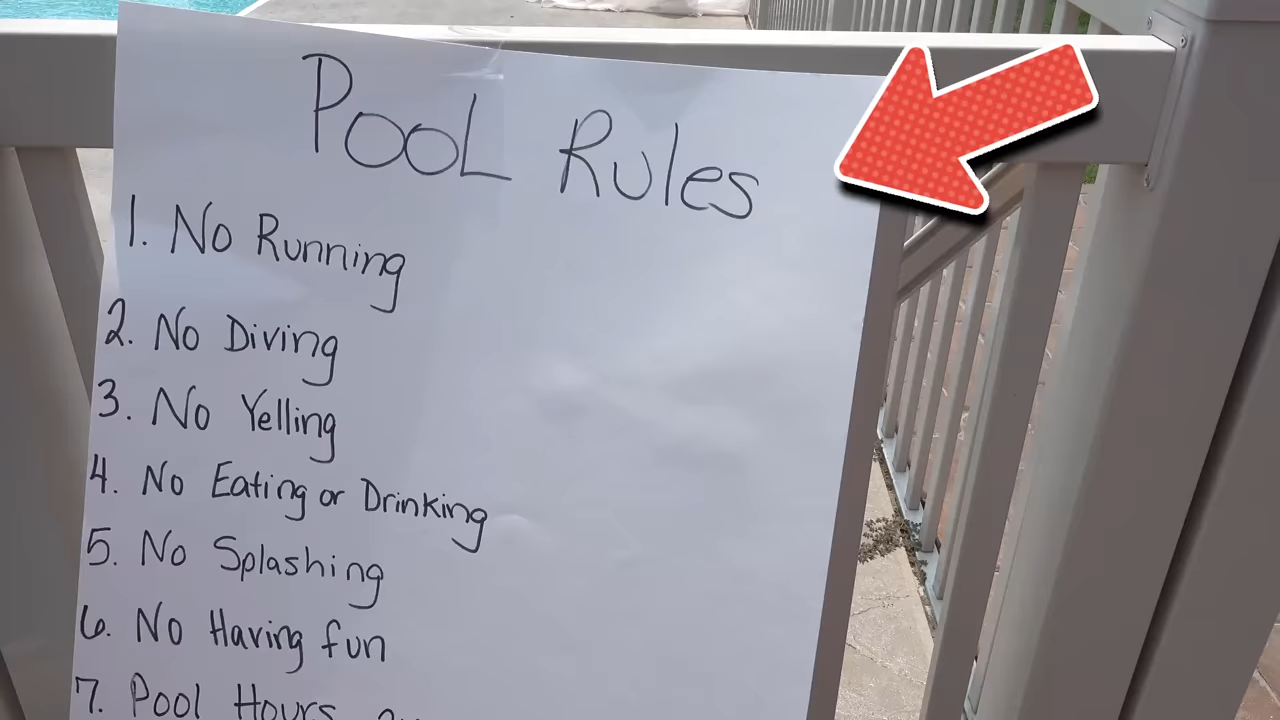 PooL Rules
1. No Running
2. No Diving
3. No Yelling
4. No Eating or Drinking
5. No Splashing
6. No Having fun
7. Pool Hours